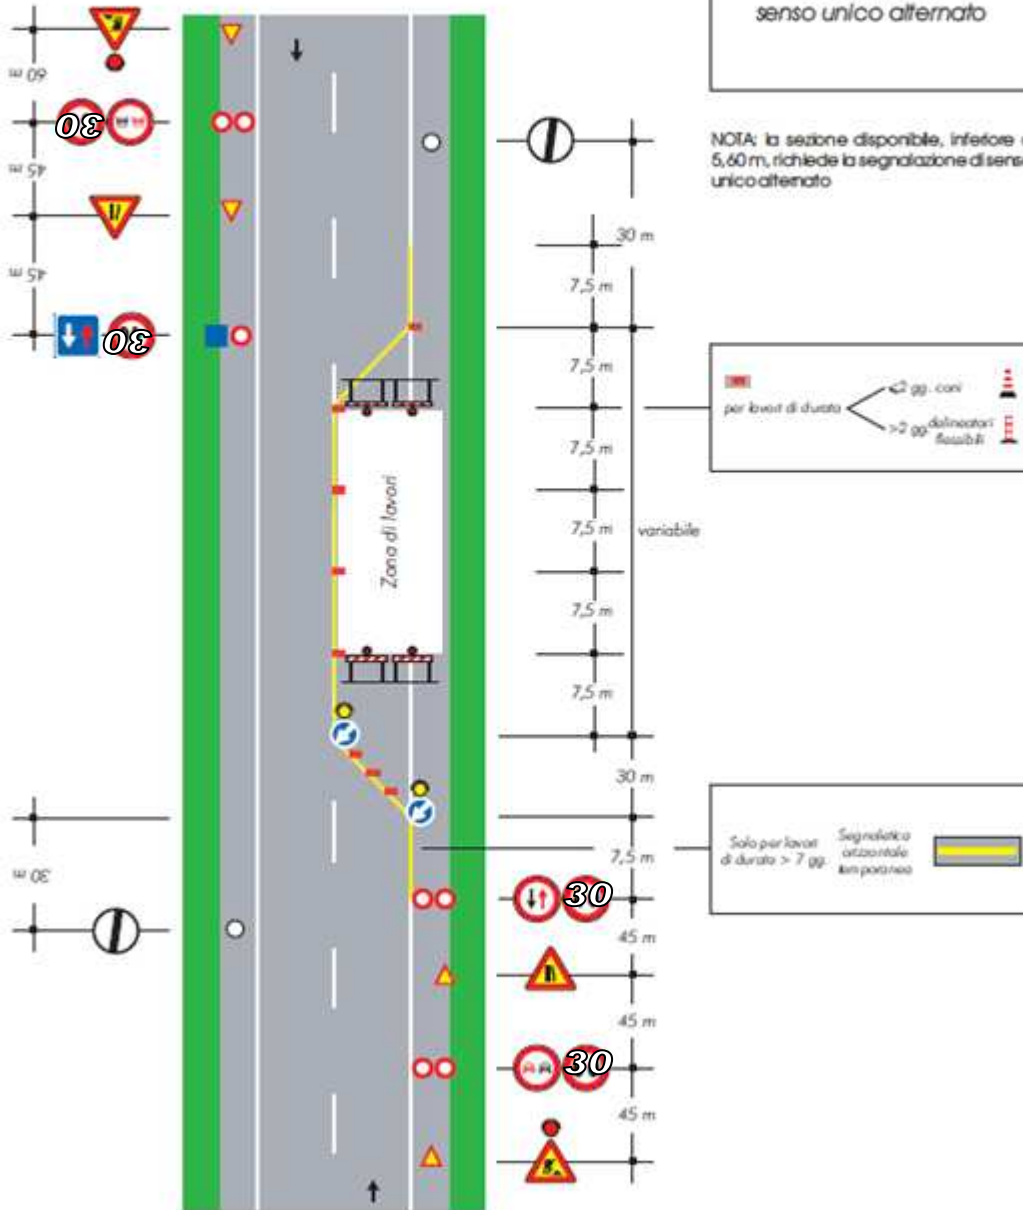 senso unico alternato
NOTA: la sezione disponibile, inferiore
5,60 m, richiede la segnalazione di senso
unico alternato
60 m
30
45 m
45 m
30
30 m
7,5 m
7,5 m
7,5 m
7,5 m
7,5 m
7,5 m
variabile
30 m
7,5 m
30
45 m
45 m
30
45 m
30 m
Zona di lavori
per lavori di durata
<2 gg. coni
>2 gg. delineatori
flessibili
Solo per lavori
di durata > 7 gg.
Segnaletica
orizzontale
temporanea